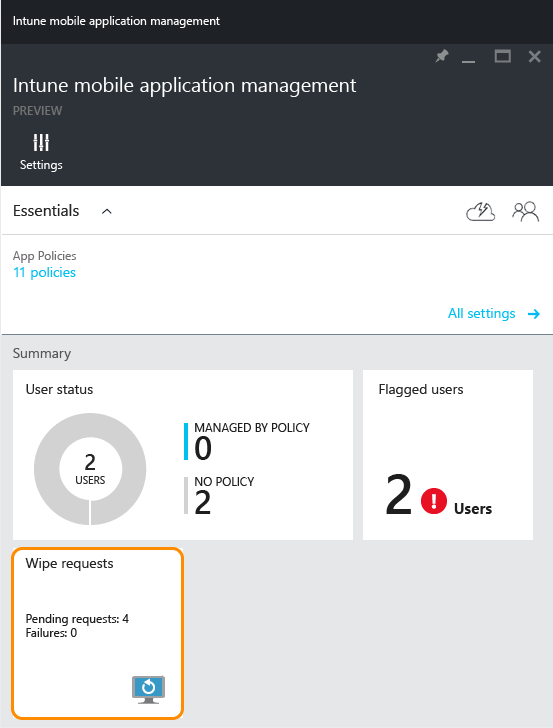 Intune mobile application management
Intune mobile application management
PREVIEW
Settings
Essentials
App Policies
11 policies
All settings
Summary
User status
2
USERS
MANAGED BY POLICY
0
NO POLICY
2
Flagged users
2 ! Users
Wipe requests
Pending requests: 4
Failures: 0